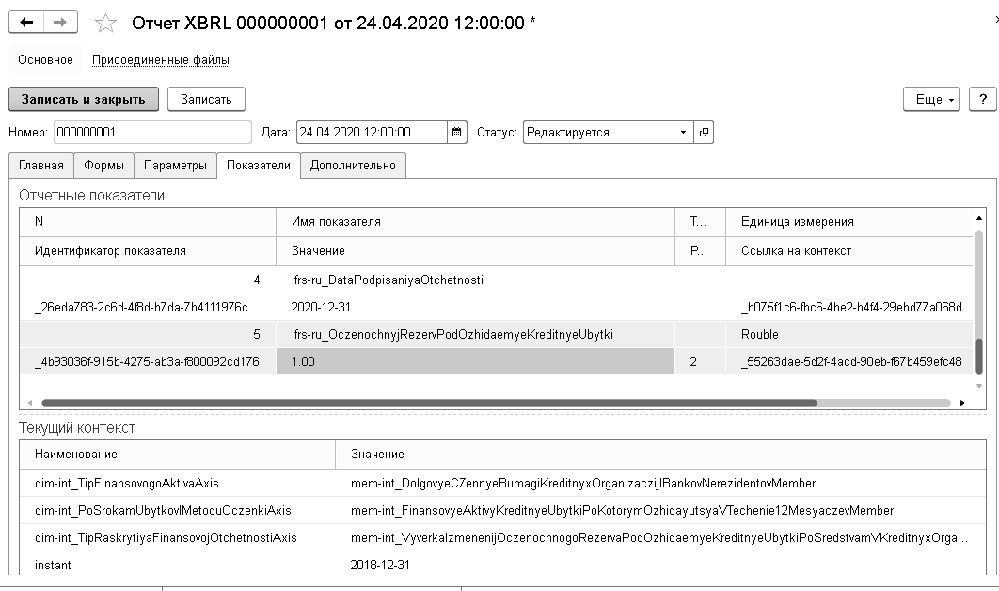 Отчет XBRL 000000001 от 24.04.2020 12:00:00 *
Основное Присоединенные файлы
Записать и закрыть Записать Еще ?
Номер: 000000001 Дата: 24.04.2020 12:00:00 Статус: Редактируется
Главная Формы Параметры Показатели Дополнительно
Отчетные показатели
N Имя показателя Т... Единица измерения
Идентификатор показателя Значение Р... Ссылка на контекст
4 ifrs-ru_DataPodpisaniyaOtchetnosti
_26eda783-2c6d-4f8d-b7da-7b4111976c... 2020-12-31 _b075f1c6-fbc6-4be2-b4f4-29ebd77a068d
5 ifrs-ru_OczenochnyjRezervPodOzhidaemyeKreditnyeUbytki Rouble
_4b93036f-915b-4275-ab3a-f800092cd176 1.00 2 _55263dae-5d2f-4acd-90eb-f67b459efc48
Текущий контекст
Наименование Значение
dim-int_TipFinansovogoAktivaAxis mem-int_DolgovyeCZennyeBumagiKreditnyxOrganizaczijIBankovNerezidentovMember
dim-int_PoSrokamUbytkovIMetoduOczenkiAxis mem-int_FinansovyeAktivyKreditnyeUbytkiPoKotorymOzhidayutsyaVTechenie12MesyaczevMember
dim-int_TipRaskrytiyaFinansovojOtchetnostiAxis mem-int_VyverkaIzmenenijOczenochnogoRezervaPodOzhidaemyeKreditnyeUbytkiPoSredstvamVKreditnyxOrga...
instant 2018-12-31